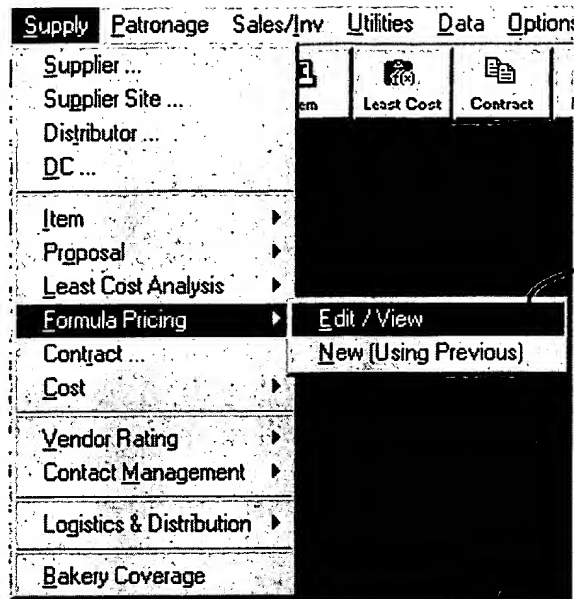 Supply Patronage Sales/Inv Utilities Data Options
Supplier ...
Supplier Site ...
Distributor ...
DC ...
Least Cost Contract
Item
Proposal
Least Cost Analysis
Formula Pricing
Edit / View
Contract ...
New (Using Previous)
Cost
Vendor Rating
Contact Management
Logistics & Distribution
Bakery Coverage